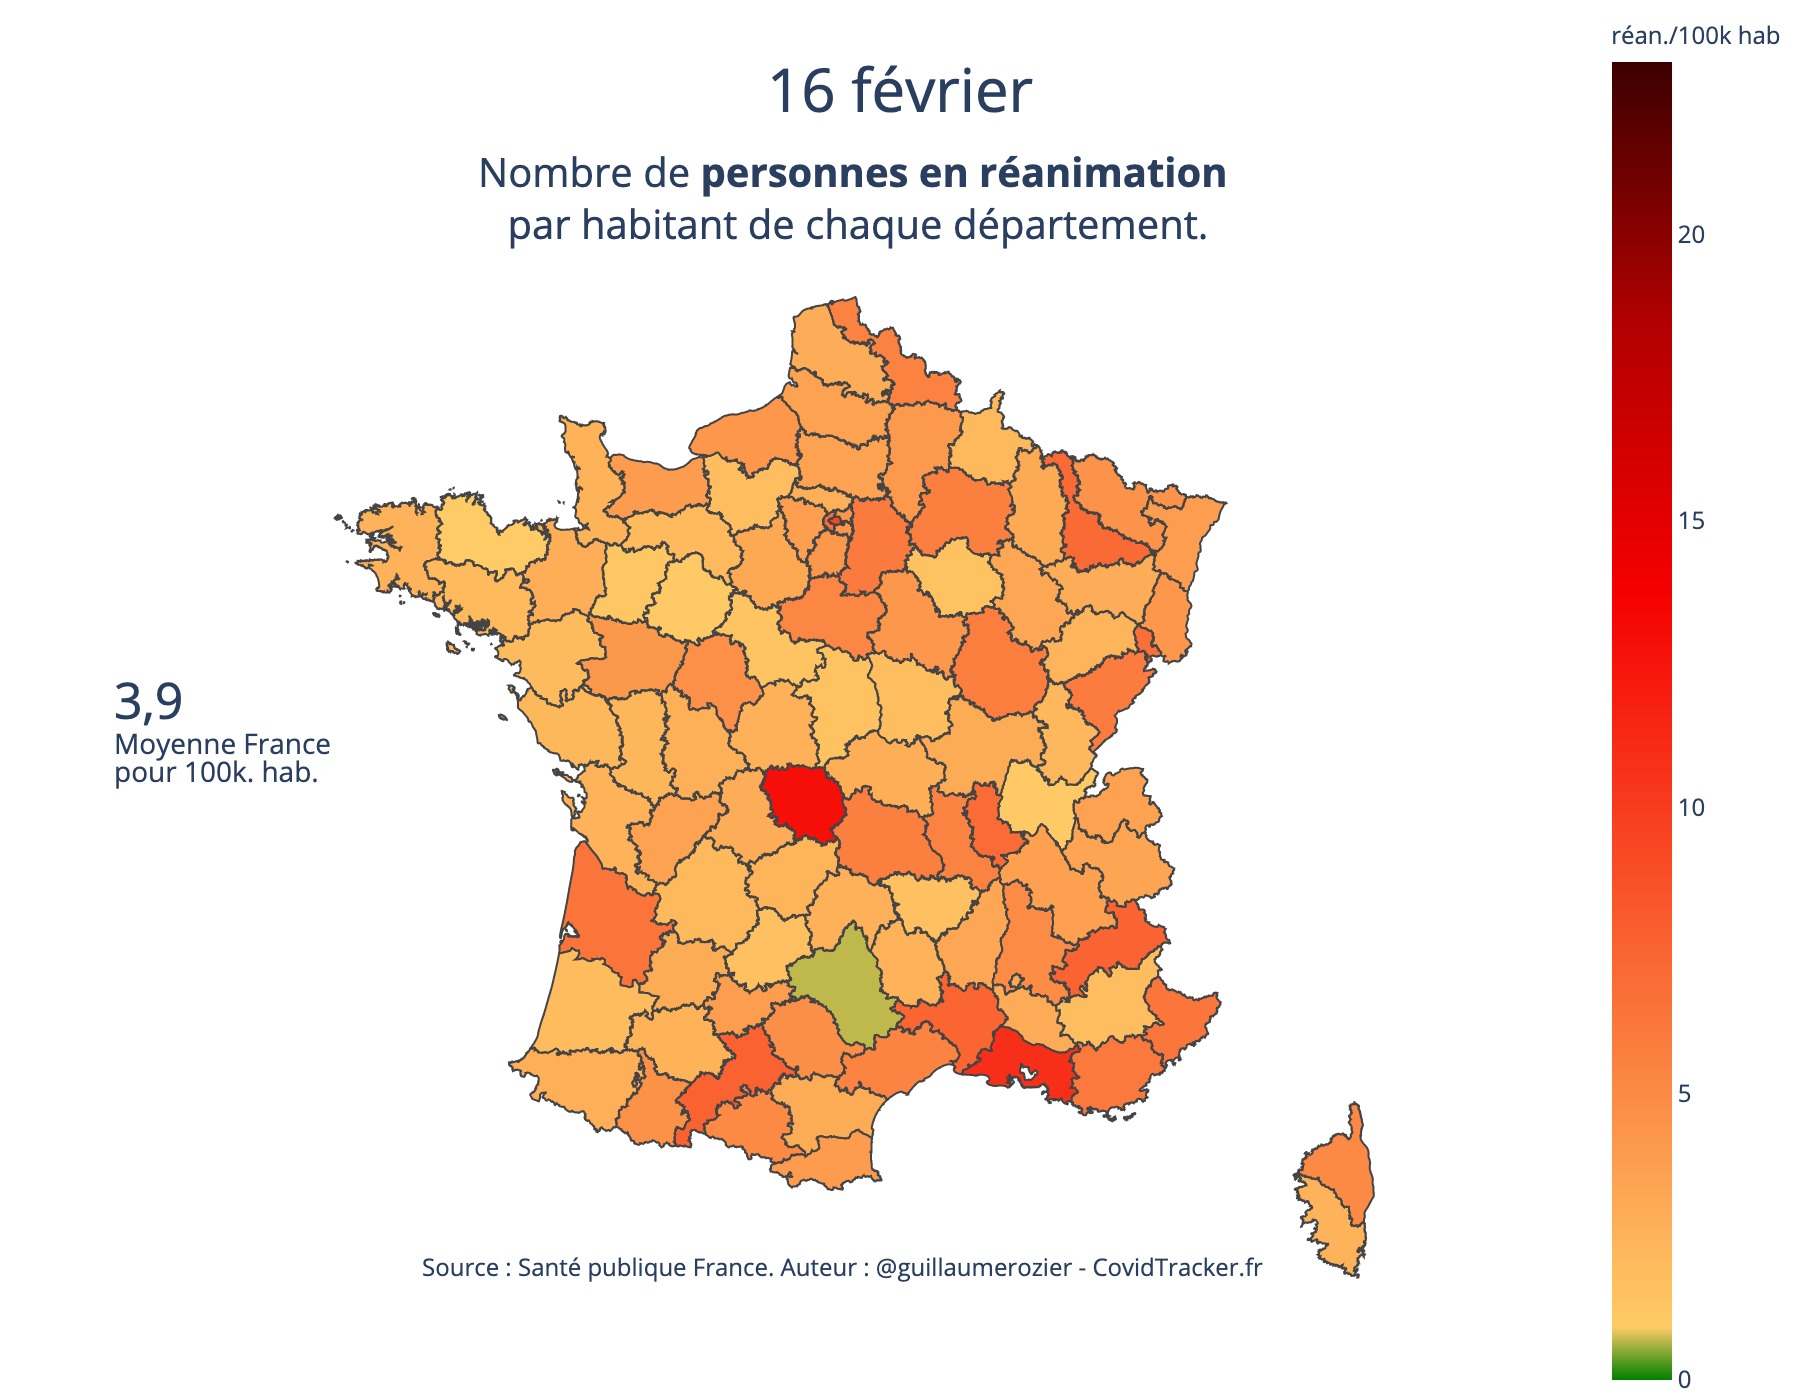 réan./100k hab
16 février
Nombre de personnes en réanimation
par habitant de chaque département.
20
15
3,9
Moyenne France
pour 100k. hab.
10
5
Source : Santé publique France. Auteur : @guillaumerozier - CovidTracker.fr
0